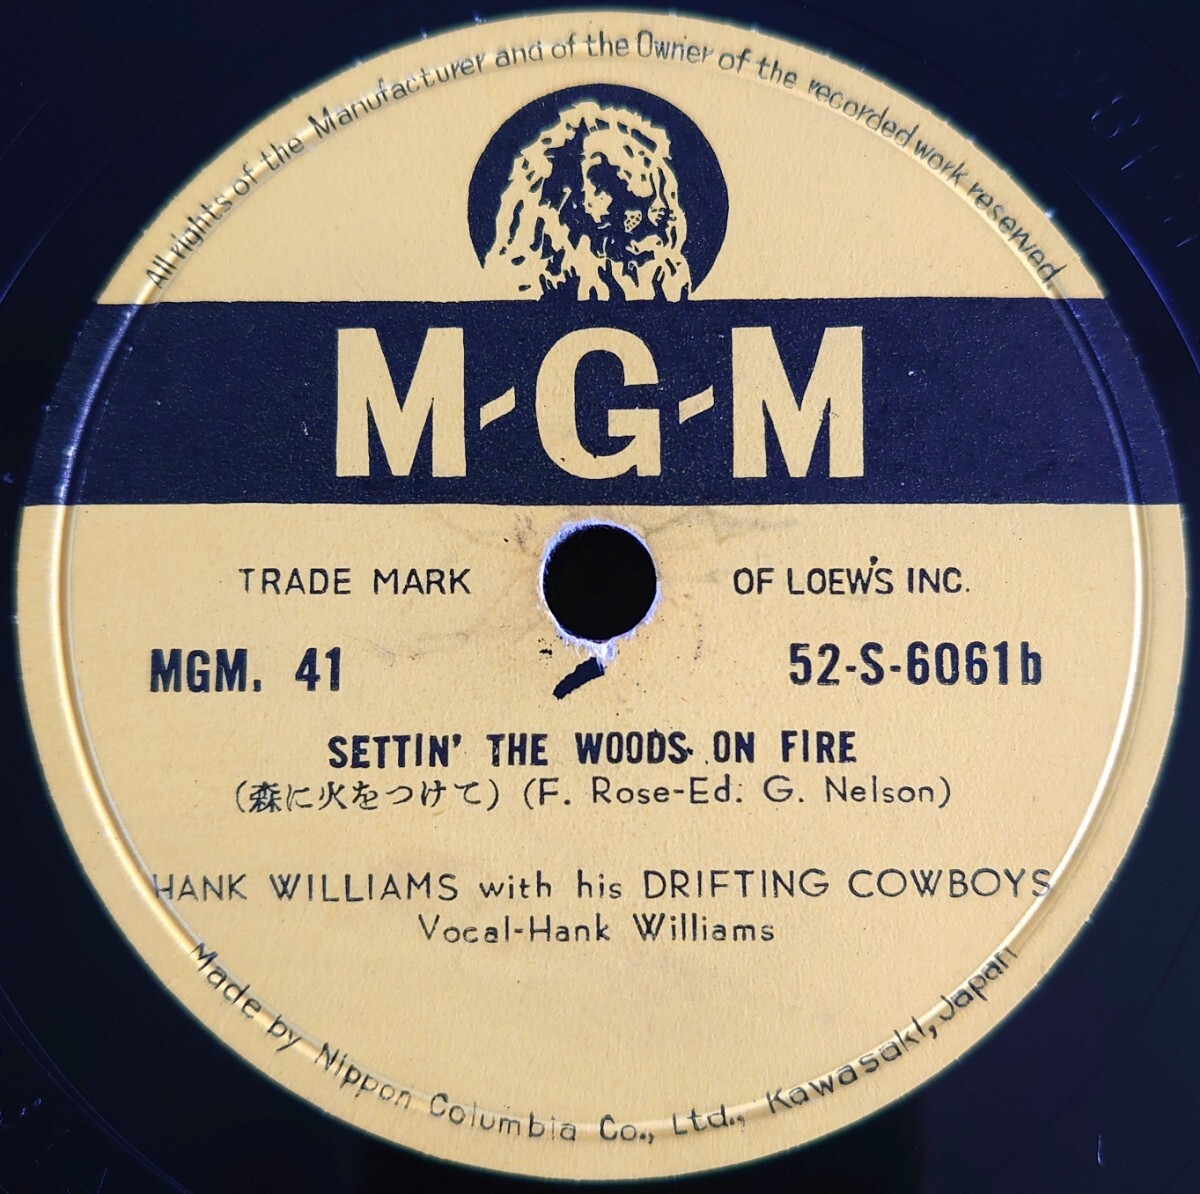 All rights of the Manufacturer and of the Owner of the recorded work reserved
M-G-M
TRADE MARK OF LOEW'S INC.
MGM. 41 52-S-6061b
SETTIN' THE WOODS ON FIRE
(森に火をつけて) (F. Rose-Ed: G. Nelson)
HANK WILLIAMS with his DRIFTING COWBOYS
Vocal-Hank Williams
Made by Nippon Columbia Co., Ltd., Kawasaki, Japan